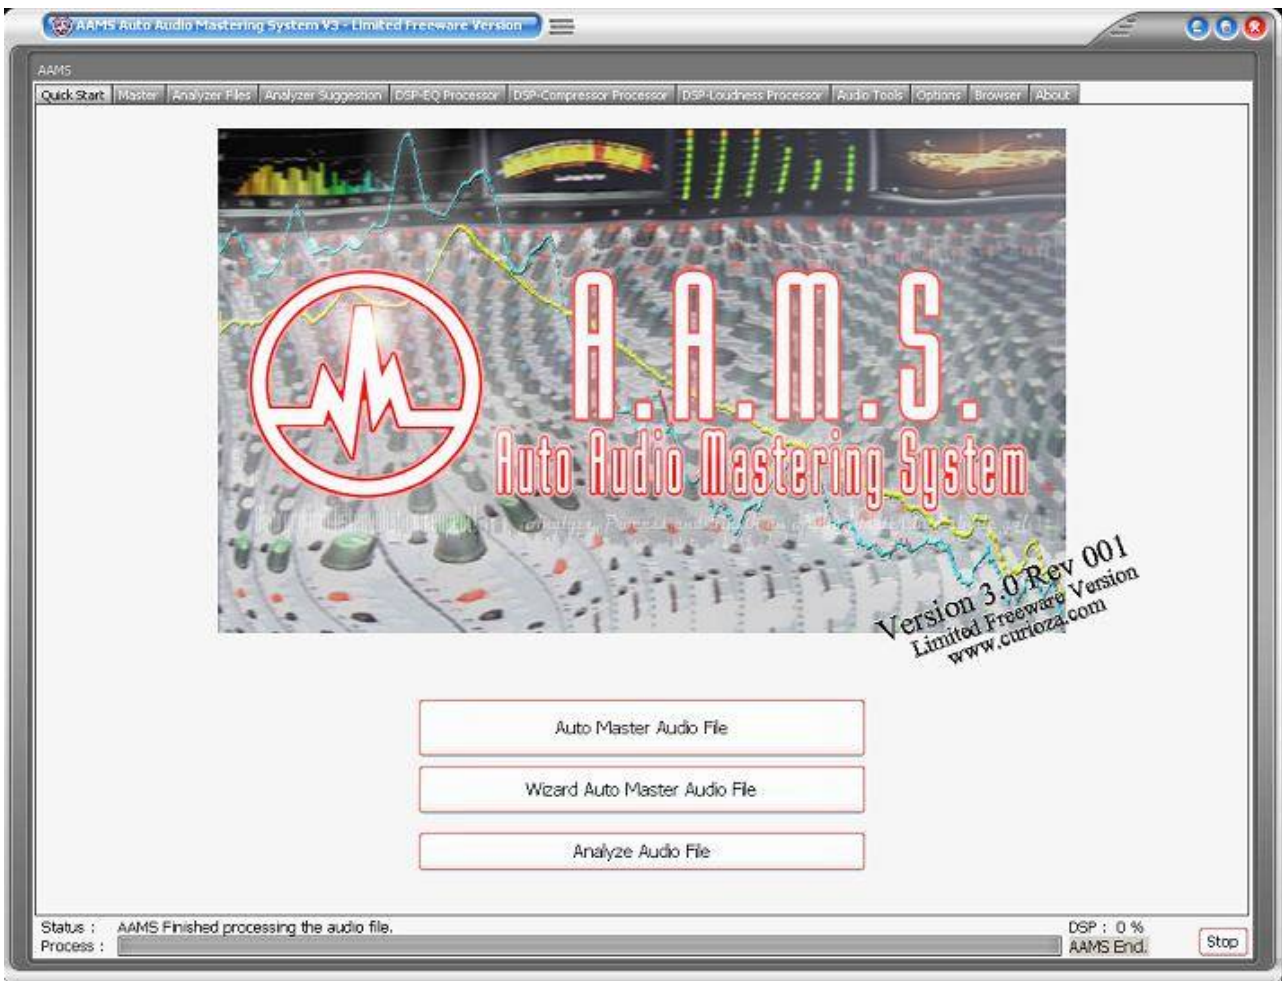 AAMS Auto Audio Mastering System V3 - Limited Freeware Version
AAMS
Quick Start Master Analyzer Files Analyzer Suggestion DSP-EQ Processor DSP-Compressor Processor DSP-Loudness Processor Audio Tools Options Browser About
A.A.M.S.
Auto Audio Mastering System
Version 3.0 Rev 001
Limited Freeware Version
www.curioza.com
Auto Master Audio File
Wizard Auto Master Audio File
Analyze Audio File
Status : AAMS Finished processing the audio file. DSP : 0 %
Process : AAMS End. Stop